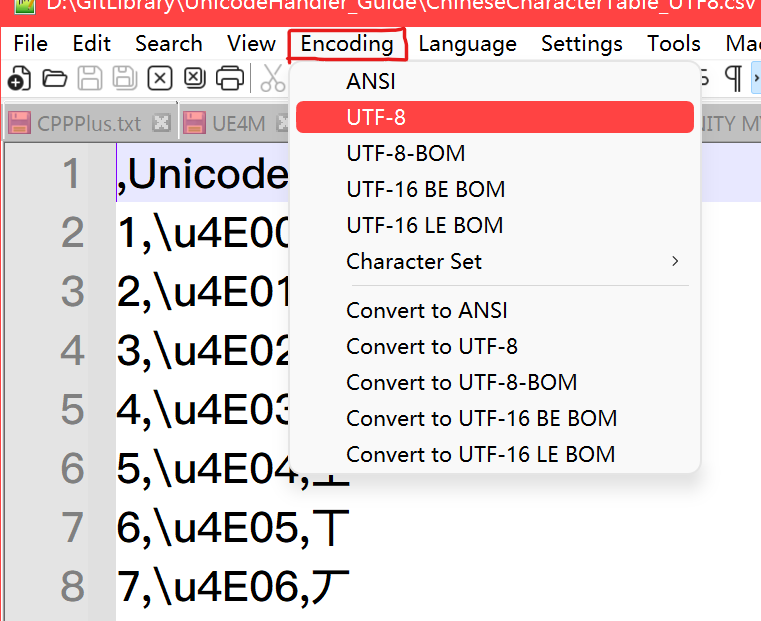 D:\GitLibrary\UnicodeHandler_Guide\ChineseCharacterTable_UTF8.csv
File Edit Search View Encoding Language Settings Tools
CPPPlus.txt UE4M
ANSI
UTF-8
UTF-8-BOM
UTF-16 BE BOM
UTF-16 LE BOM
Character Set
Convert to ANSI
Convert to UTF-8
Convert to UTF-8-BOM
Convert to UTF-16 BE BOM
Convert to UTF-16 LE BOM
1 ,Unicode
2 1,\u4E00
3 2,\u4E01
4 3,\u4E02
5 4,\u4E03
6 5,\u4E04,
7 6,\u4E05,丅
8 7,\u4E06,丆